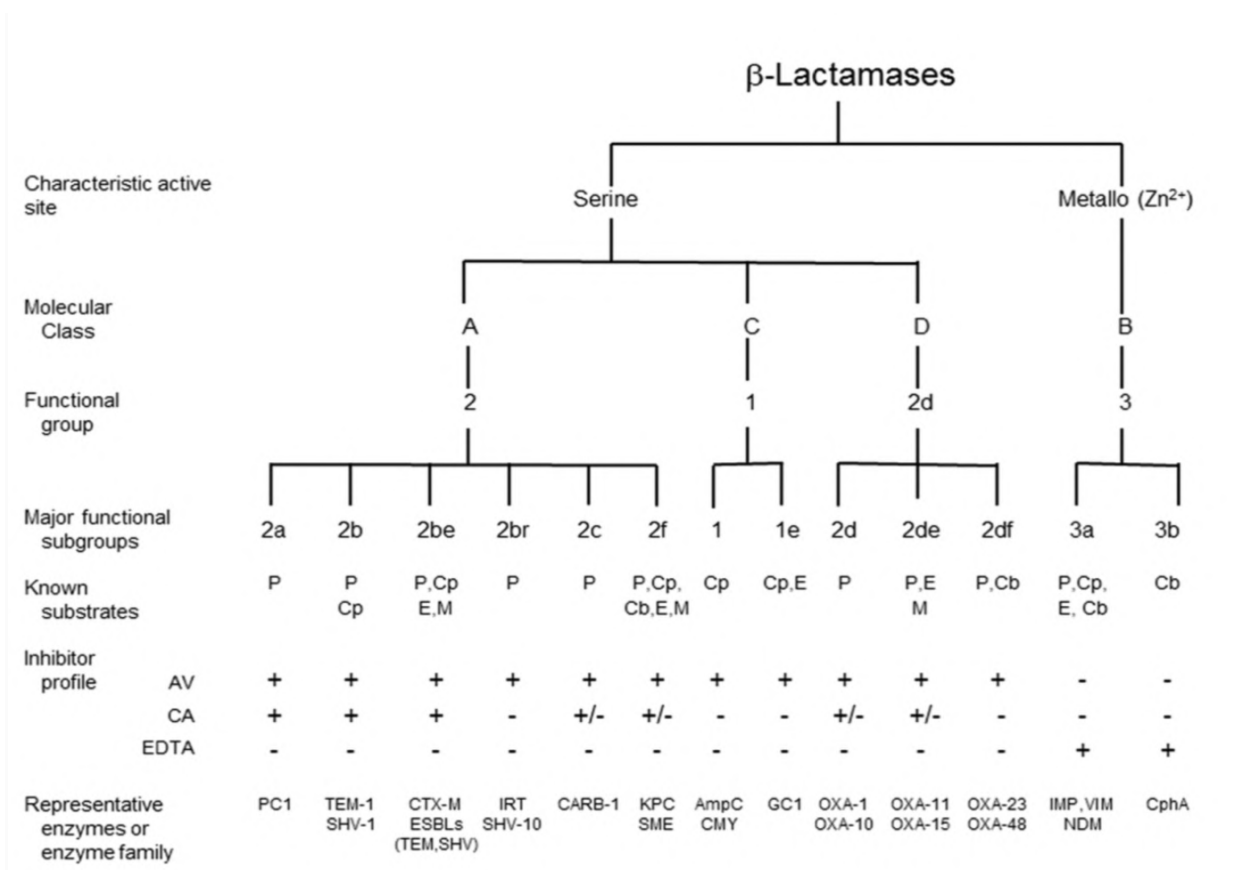 β-Lactamases
Characteristic active
site
Serine Metallo (Zn²⁺)
Molecular
Class
A C D B
Functional
group
2 1 2d 3
Major functional
subgroups
2a 2b 2be 2br 2c 2f 1 1e 2d 2de 2df 3a 3b
Known
substrates
P P P,Cp P P P,Cp, Cp Cp,E P P,E P,Cb P,Cp, Cb
Cp E,M Cb,E,M M E, Cb
Inhibitor
profile
AV + + + + + + + + + + + - -
CA + + + - +/- +/- - - +/- +/- - - -
EDTA - - - - - - - - - - - + +
Representative
enzymes or
enzyme family
PC1 TEM-1 CTX-M IRT CARB-1 KPC AmpC GC1 OXA-1 OXA-11 OXA-23 IMP,VIM CphA
SHV-1 ESBLs SHV-10 SME CMY OXA-10 OXA-15 OXA-48 NDM
(TEM,SHV)